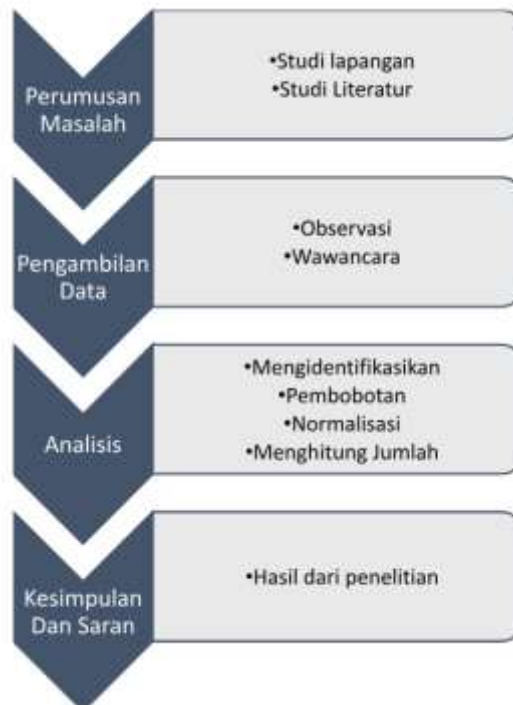 Perumusan
Masalah
•Studi lapangan
•Studi Literatur
Pengambilan
Data
•Observasi
•Wawancara
Analisis
•Mengidentifikasikan
•Pembobotan
•Normalisasi
•Menghitung Jumlah
Kesimpulan
Dan Saran
•Hasil dari penelitian